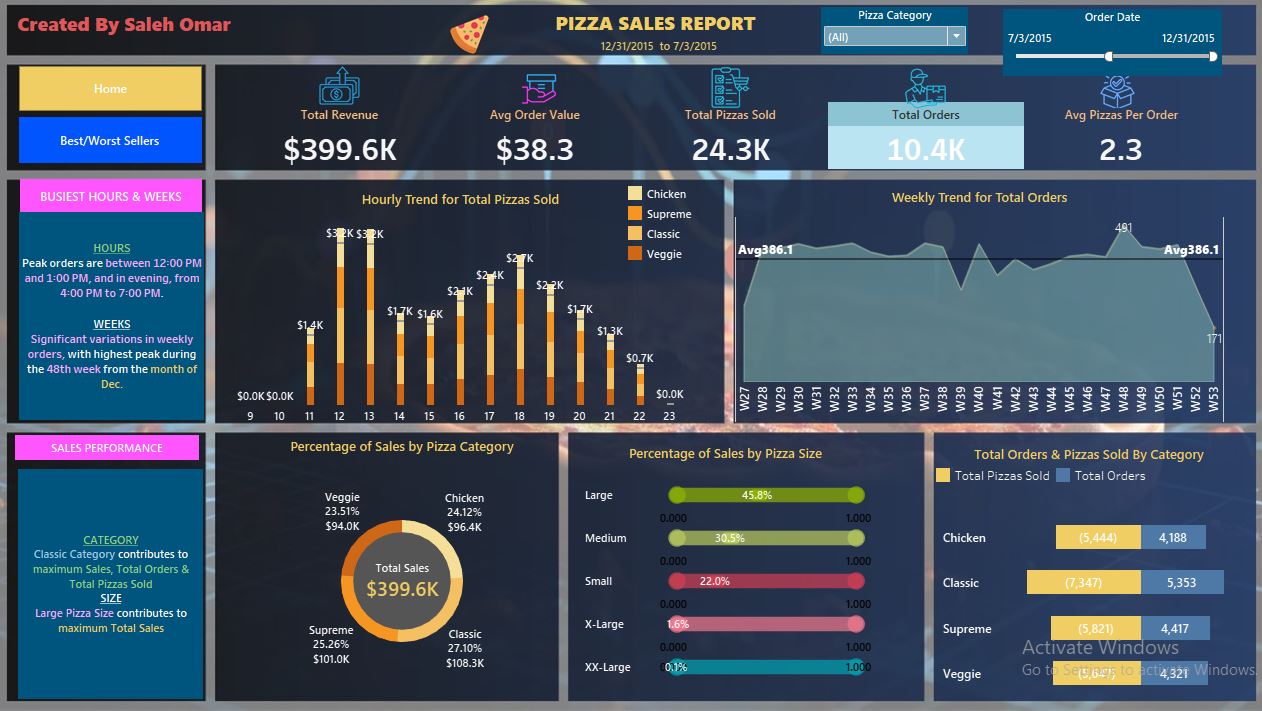 Created By Saleh Omar
PIZZA SALES REPORT
12/31/2015 to 7/3/2015
Pizza Category
(All)
Order Date
7/3/2015
12/31/2015
Home
Best/Worst Sellers
Total Revenue
$399.6K
Avg Order Value
$38.3
Total Pizzas Sold
24.3K
Total Orders
10.4K
Avg Pizzas Per Order
2.3
BUSIEST HOURS & WEEKS
HOURS
Peak orders are between 12:00 PM
and 1:00 PM, and in evening, from
4:00 PM to 7:00 PM.
WEEKS
Significant variations in weekly
orders, with highest peak during
the 48th week from the month of
Dec.
Hourly Trend for Total Pizzas Sold
Chicken
Supreme
Classic
Veggie
$0.0K
$0.0K
$1.4K
$3.2K
$3.2K
$1.7K
$1.6K
$2.1K
$2.4K
$2.7K
$2.2K
$1.7K
$1.3K
$0.7K
$0.0K
9 10 11 12 13 14 15 16 17 18 19 20 21 22 23
Weekly Trend for Total Orders
491
Avg386.1
Avg386.1
171
W27 W28 W29 W30 W31 W32 W33 W34 W35 W36 W37 W38 W39 W40 W41 W42 W43 W44 W45 W46 W47 W48 W49 W50 W51 W52 W53
SALES PERFORMANCE
CATEGORY
Classic Category contributes to
maximum Sales, Total Orders &
Total Pizzas Sold
SIZE
Large Pizza Size contributes to
maximum Total Sales
Percentage of Sales by Pizza Category
Veggie
23.51%
$94.0K
Chicken
24.12%
$96.4K
Total Sales
$399.6K
Supreme
25.26%
$101.0K
Classic
27.10%
$108.3K
Percentage of Sales by Pizza Size
Large
45.8%
0.000 1.000
Medium
30.5%
0.000 1.000
Small
22.0%
0.000 1.000
X-Large
1.6%
0.000 1.000
XX-Large
0.1%
0.000 1.000
Total Orders & Pizzas Sold By Category
Total Pizzas Sold
Total Orders
Chicken (5,444) 4,188
Classic (7,347) 5,353
Supreme (5,821) 4,417
Veggie 4,321
Activate Windows
Go to Settings to activate Windows.